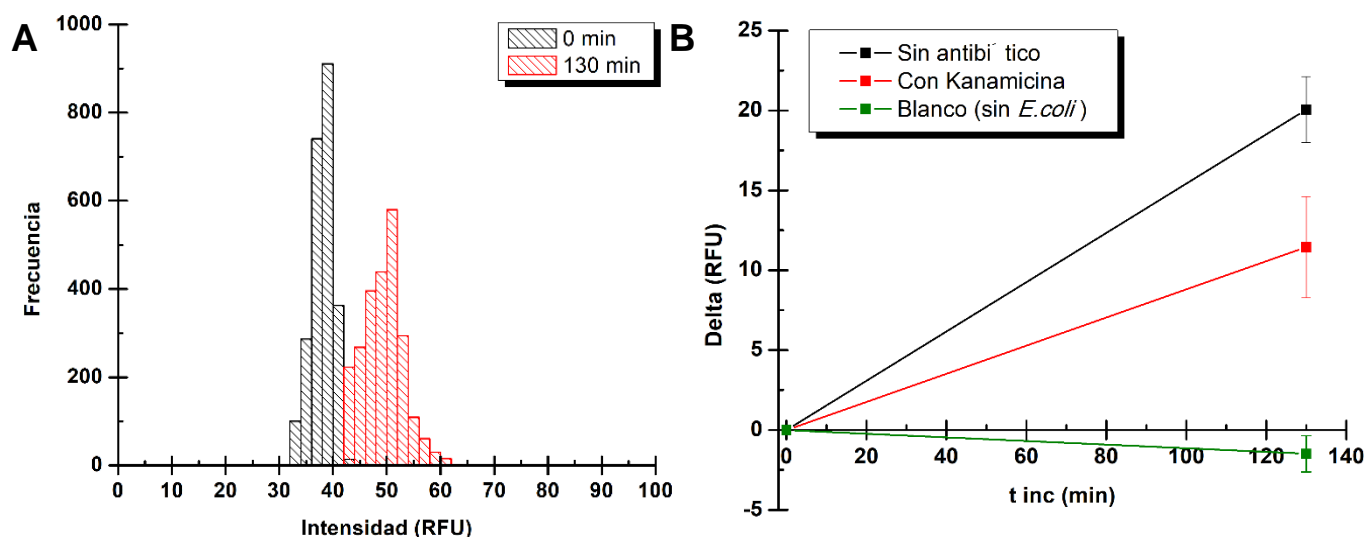 A
1000
800
600
400
200
0
Frecuencia
0 min
130 min
0 10 20 30 40 50 60 70 80 90 100
Intensidad (RFU)
B
25
20
15
10
5
0
-5
Delta (RFU)
Sin antibi´ tico
Con Kanamicina
Blanco (sin E.coli )
0 20 40 60 80 100 120 140
t inc (min)